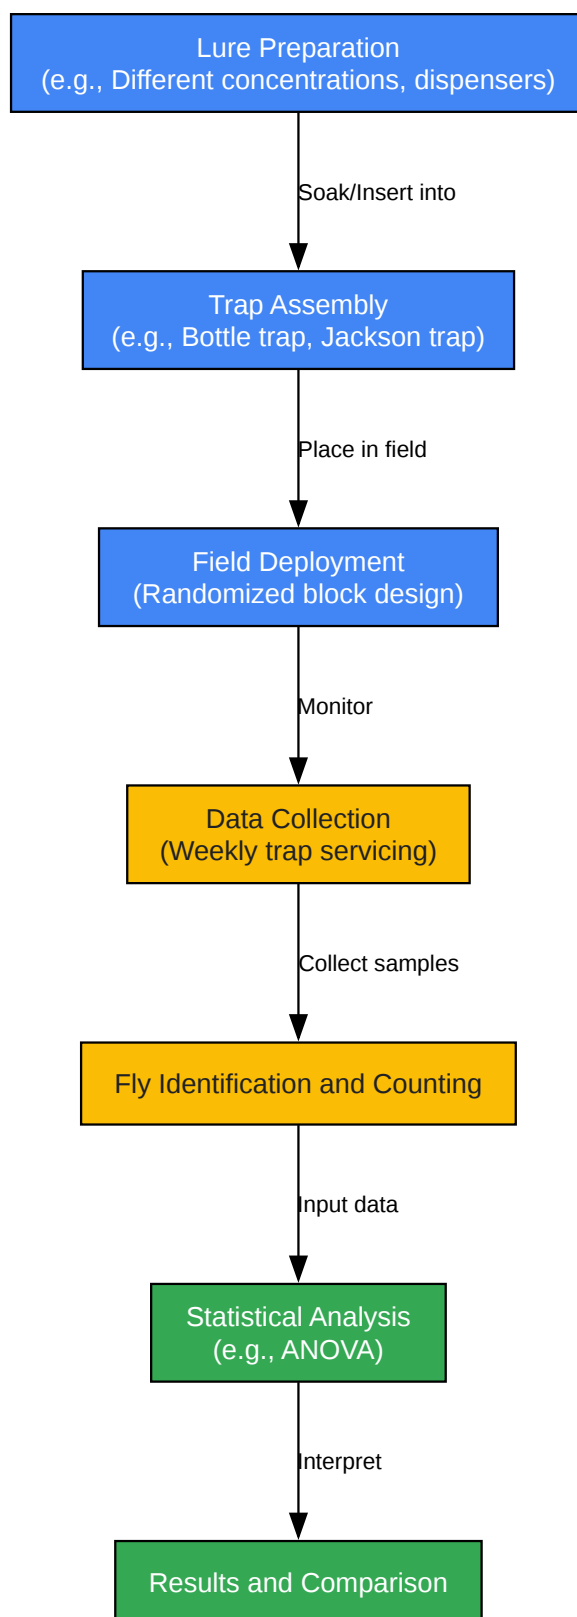 Lure Preparation
(e.g., Different concentrations, dispensers)
Soak/Insert into
Trap Assembly
(e.g., Bottle trap, Jackson trap)
Place in field
Field Deployment
(Randomized block design)
Monitor
Data Collection
(Weekly trap servicing)
Collect samples
Fly Identification and Counting
Input data
Statistical Analysis
(e.g., ANOVA)
Interpret
Results and Comparison